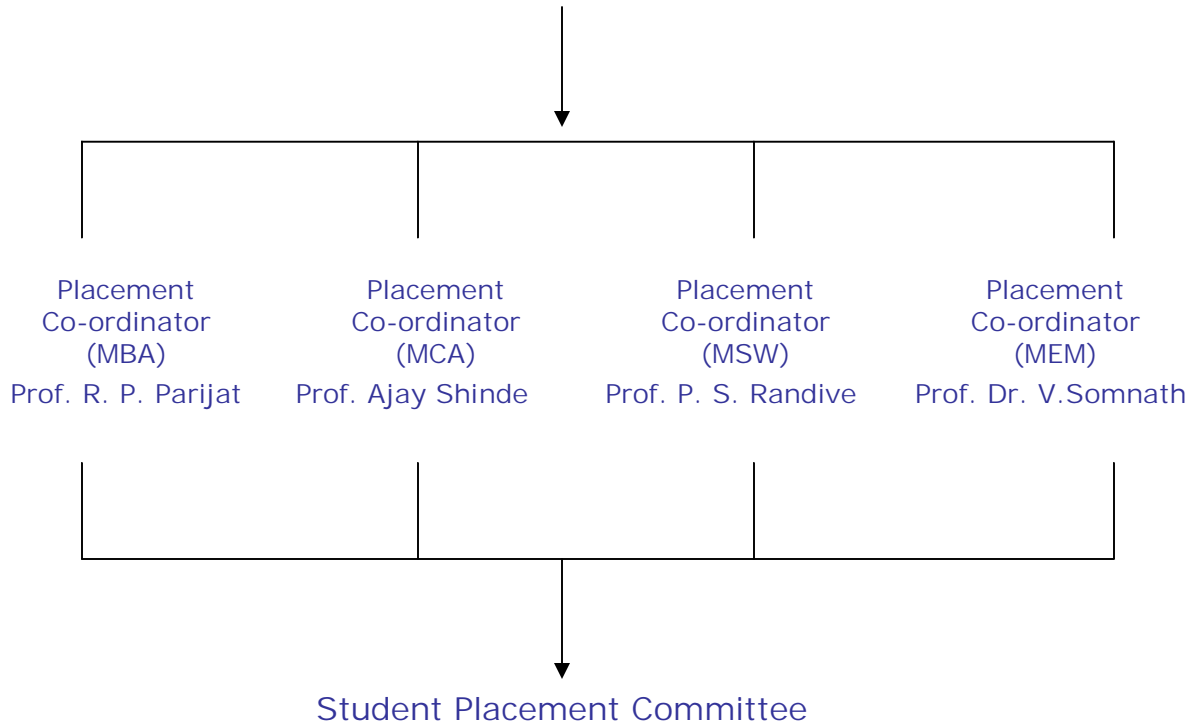 Placement
Co-ordinator
(MBA)
Prof. R. P. Parijat
Placement
Co-ordinator
(MCA)
Prof. Ajay Shinde
Placement
Co-ordinator
(MSW)
Prof. P. S. Randive
Placement
Co-ordinator
(MEM)
Prof. Dr. V.Somnath
Student Placement Committee